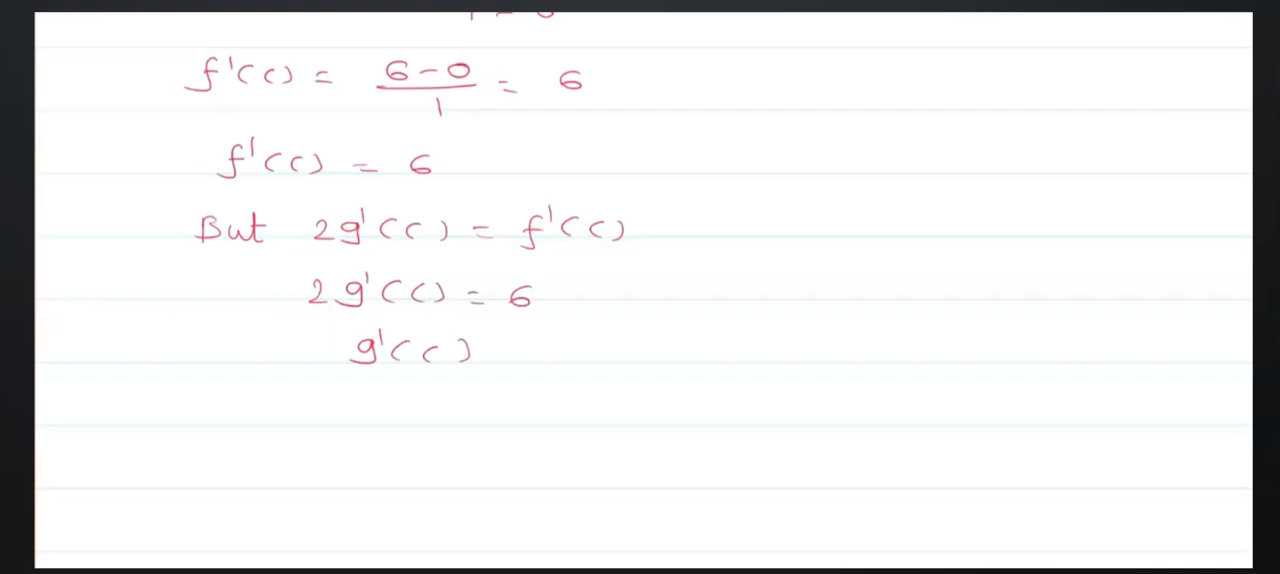 f'(c) = 6-0/1 = 6
f'(c) = 6
But 2g'(c) = f'(c)
2g'(c) = 6
g'(c)